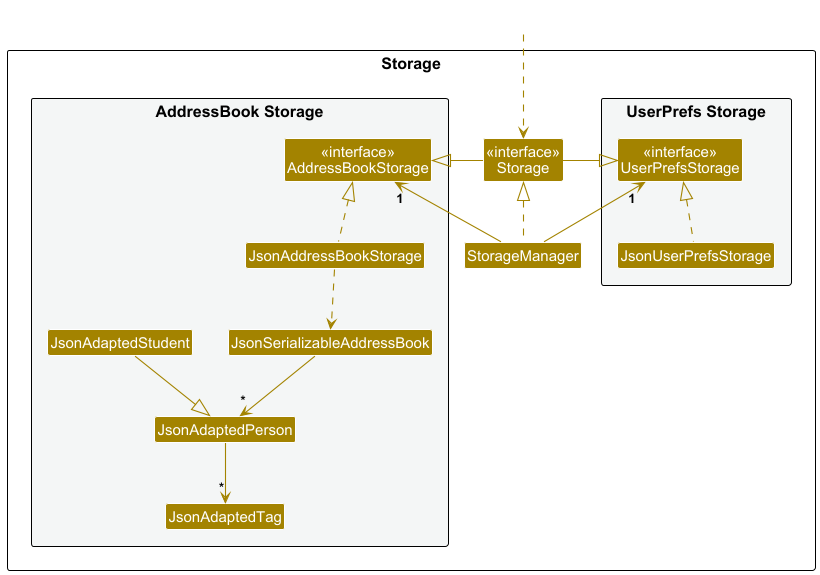 Storage
AddressBook Storage
UserPrefs Storage
«interface»
AddressBookStorage
«interface»
Storage
«interface»
UserPrefsStorage
1
1
JsonAddressBookStorage
StorageManager
JsonUserPrefsStorage
JsonAdaptedStudent
JsonSerializableAddressBook
*
JsonAdaptedPerson
*
JsonAdaptedTag